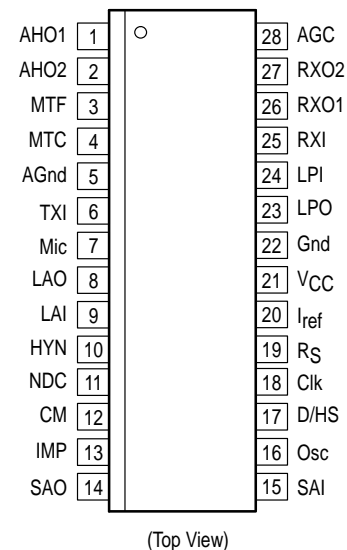 AHO1 1 28 AGC
AHO2 2 27 RXO2
MTF 3 26 RXO1
MTC 4 25 RXI
AGnd 5 24 LPI
TXI 6 23 LPO
Mic 7 22 Gnd
LAO 8 21 VCC
LAI 9 20 Iref
HYN 10 19 RS
NDC 11 18 Clk
CM 12 17 D/HS
IMP 13 16 Osc
SAO 14 15 SAI
(Top View)